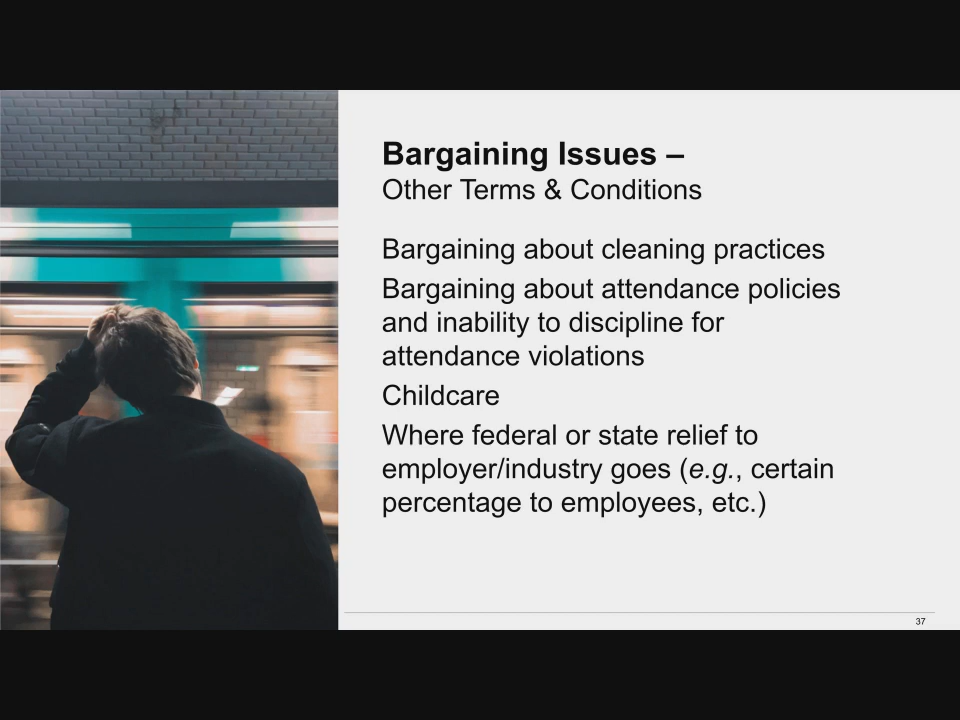 Bargaining Issues –
Other Terms & Conditions
Bargaining about cleaning practices
Bargaining about attendance policies
and inability to discipline for
attendance violations
Childcare
Where federal or state relief to
employer/industry goes (e.g., certain
percentage to employees, etc.)
37